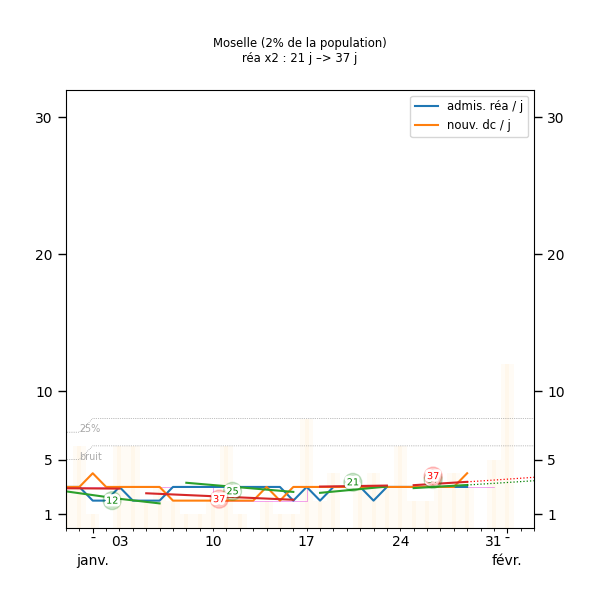 Moselle (2% de la population)
réa x2 : 21 j –> 37 j
admis. réa / j
nouv. dc / j
30 30
20 20
10 10
25%
bruit
5 5
12 37 25 21 37
1 1
- 03 10 17 24 31 -
janv. févr.